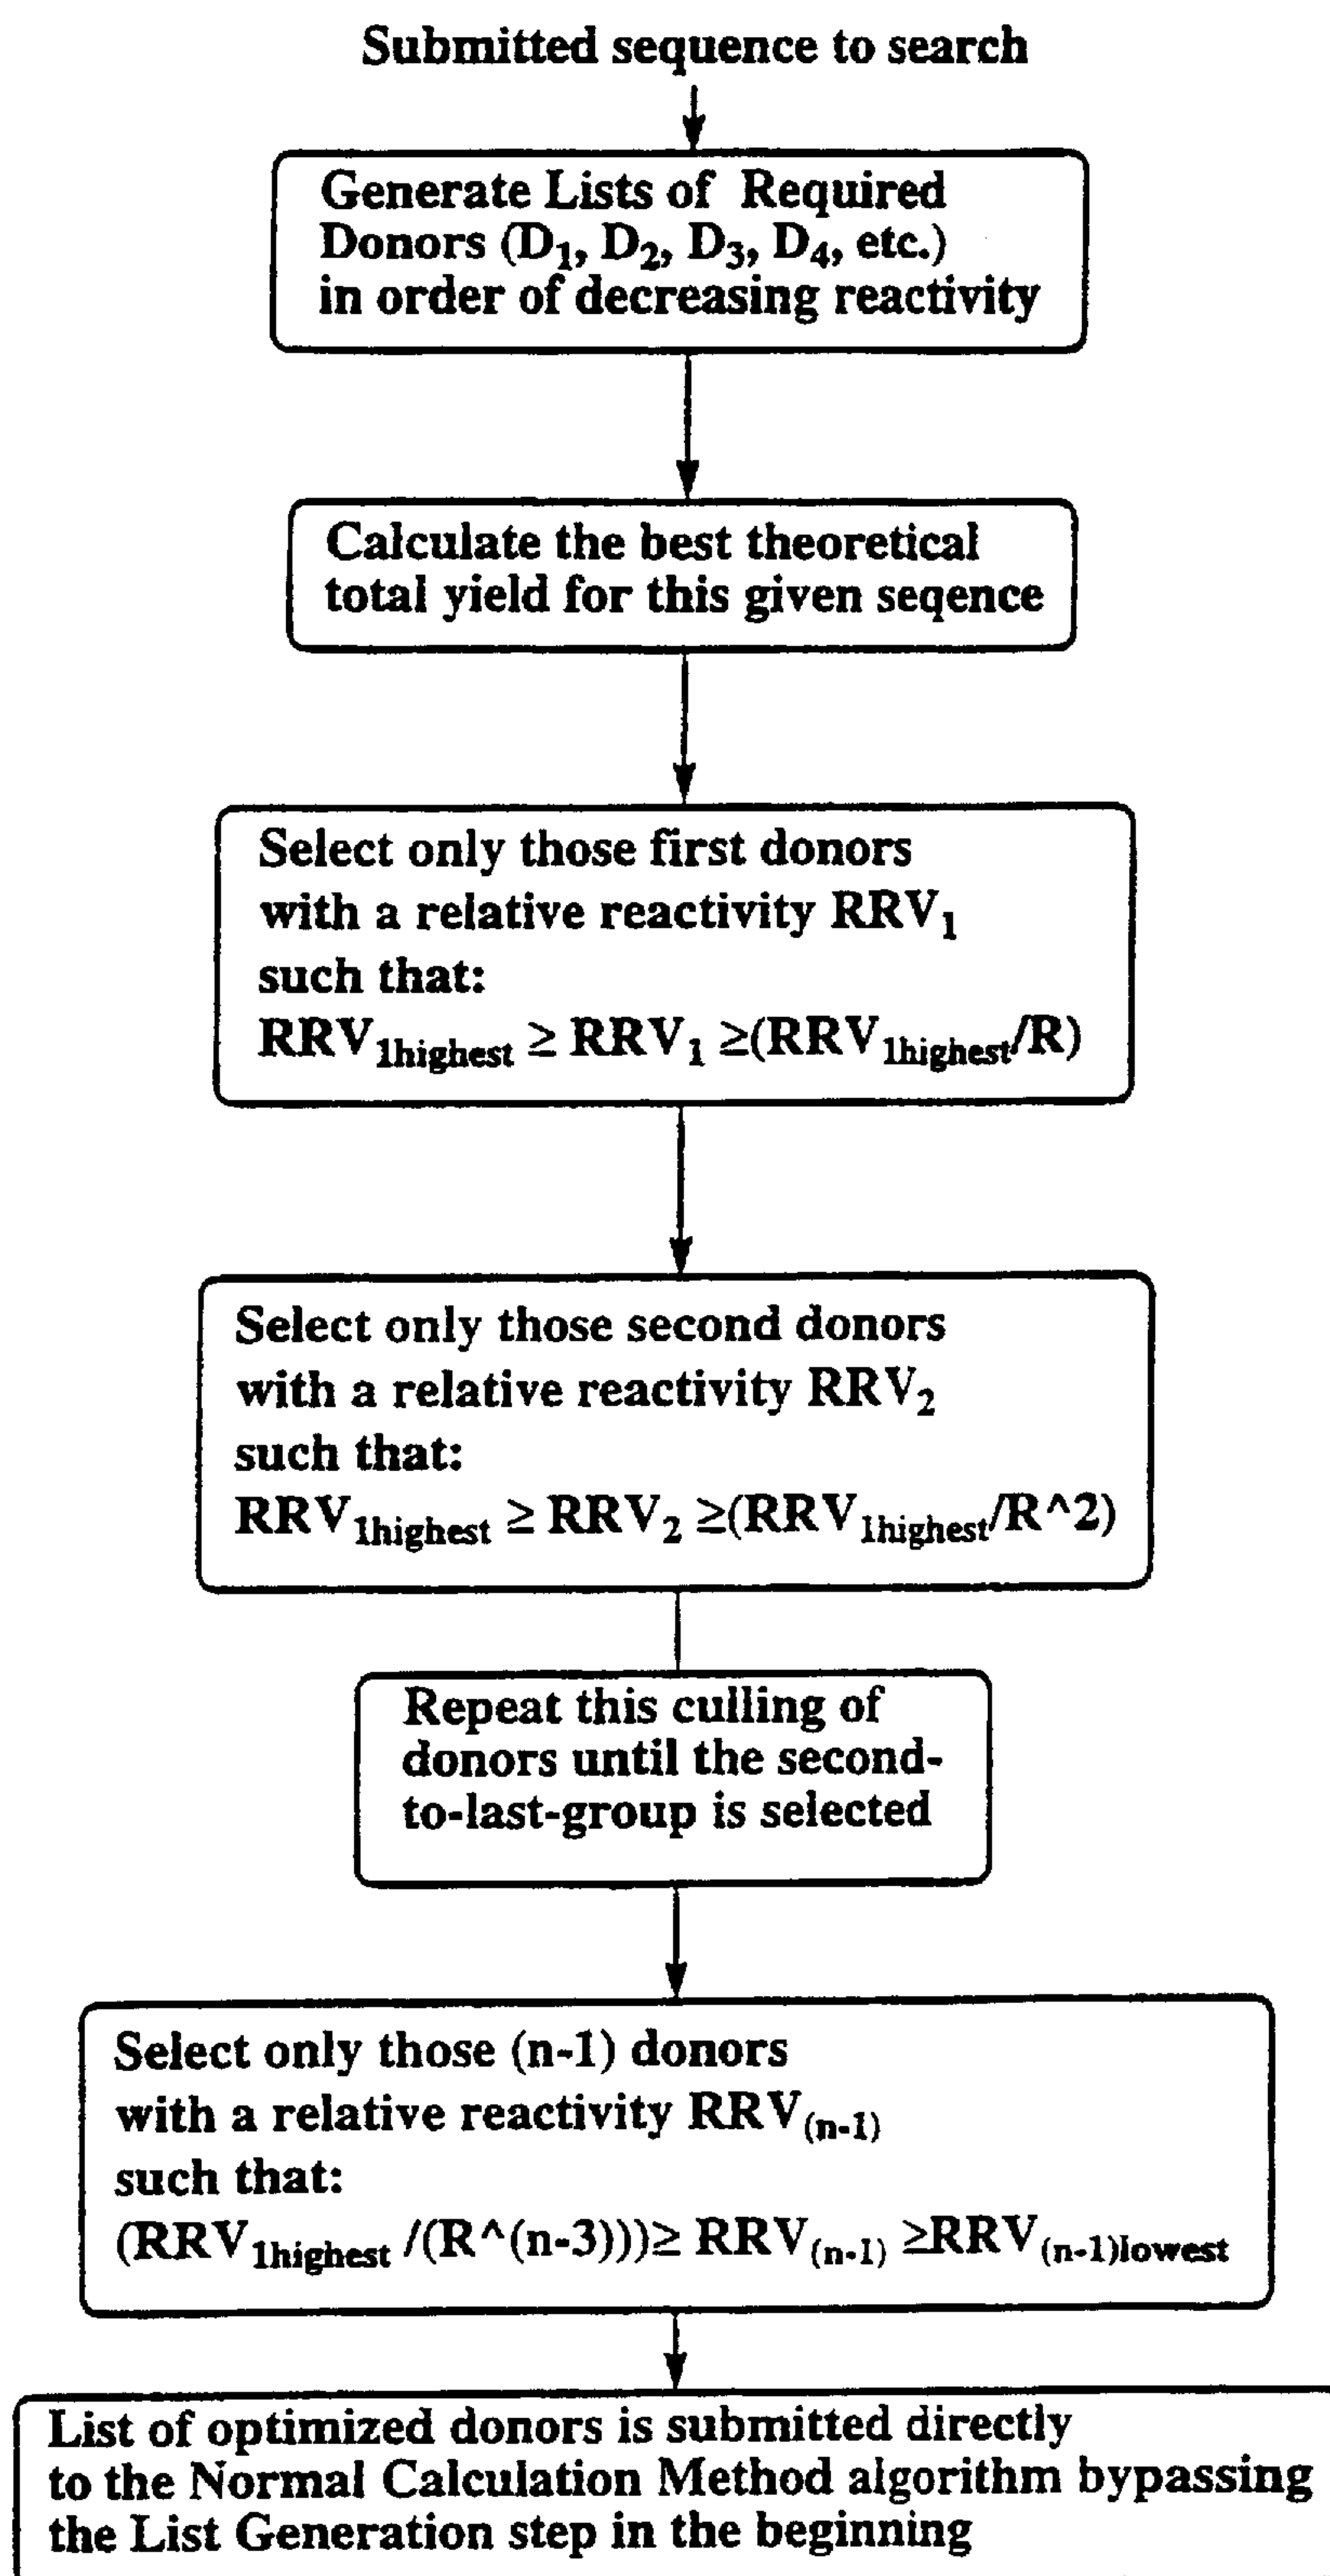 Submitted sequence to search
Generate Lists of Required
Donors (D₁, D₂, D₃, D₄, etc.)
in order of decreasing reactivity
Calculate the best theoretical
total yield for this given seqence
Select only those first donors
with a relative reactivity RRV₁
such that:
RRV₁highest ≥ RRV₁ ≥(RRV₁highest/R)
Select only those second donors
with a relative reactivity RRV₂
such that:
RRV₁highest ≥ RRV₂ ≥(RRV₁highest/R^2)
Repeat this culling of
donors until the second-
to-last-group is selected
Select only those (n-1) donors
with a relative reactivity RRV(n-1)
such that:
(RRV₁highest /(R^(n-3)))≥ RRV(n-1) ≥RRV(n-1)lowest
List of optimized donors is submitted directly
to the Normal Calculation Method algorithm bypassing
the List Generation step in the beginning